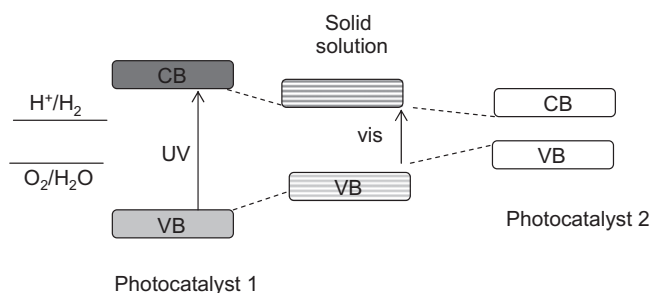 Solid
solution
CB
H⁺/H₂
CB
UV
vis
VB
O₂/H₂O
VB
VB
Photocatalyst 2
Photocatalyst 1